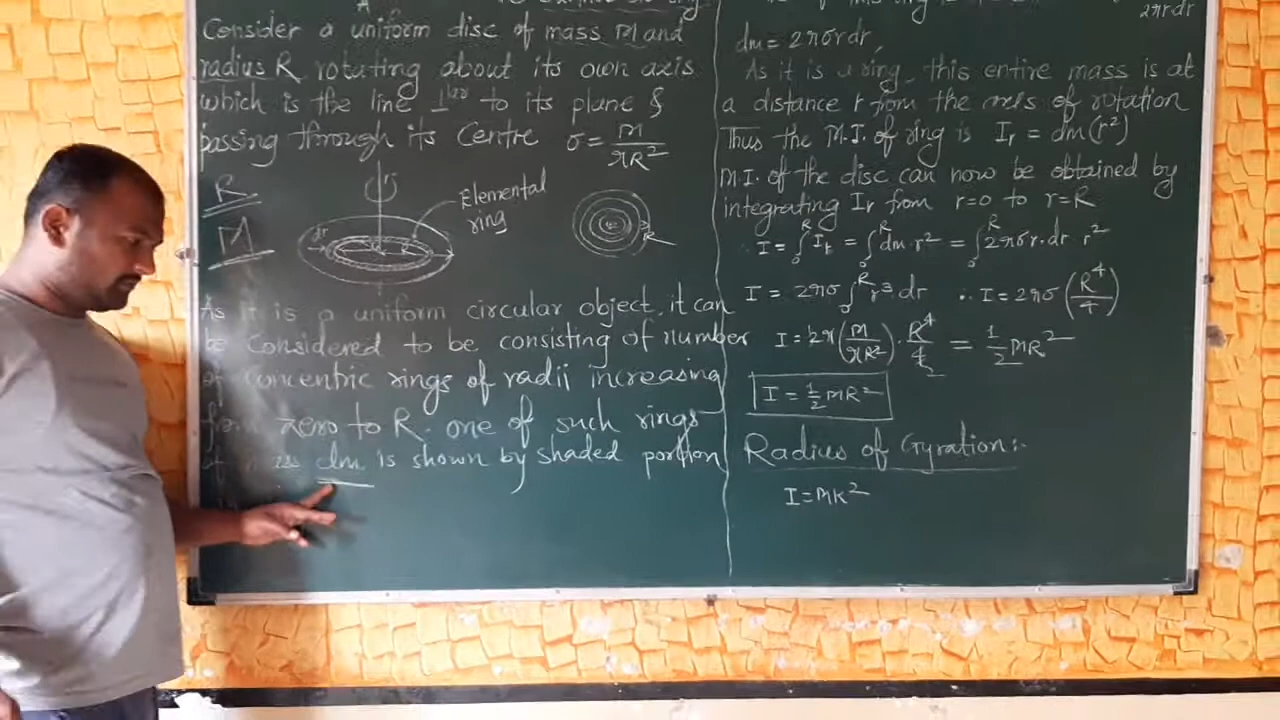 Consider a uniform disc of mass M and
radius R rotating about its own axis
which is the line ⊥lar to its plane &
passing through its Centre σ = M/πR²
R
M
dr
Elemental
ring
R
As it is a uniform circular object, it can
be Considered to be consisting of number
of concentric rings of radii increasing
from zero to R. one of such rings
of mass dm is shown by shaded portion
2πrdr
dm = 2πσrdr,
As it is a ring, this entire mass is at
a distance r from the axis of rotation
Thus the M.I. of ring is Ir = dm(r²)
M.I. of the disc can now be obtained by
integrating Ir from r=0 to r=R
∴ I = ∫₀ᴿ Ir = ∫₀ᴿ dm·r² = ∫₀ᴿ 2πσr·dr r²
I = 2πσ ∫₀ᴿ r³·dr ∴ I = 2πσ (R⁴/4)
I = 2π (M/πR²) · R⁴/4 = 1/2 MR²
I = 1/2 MR²
Radius of Gyration:-
I = MK²